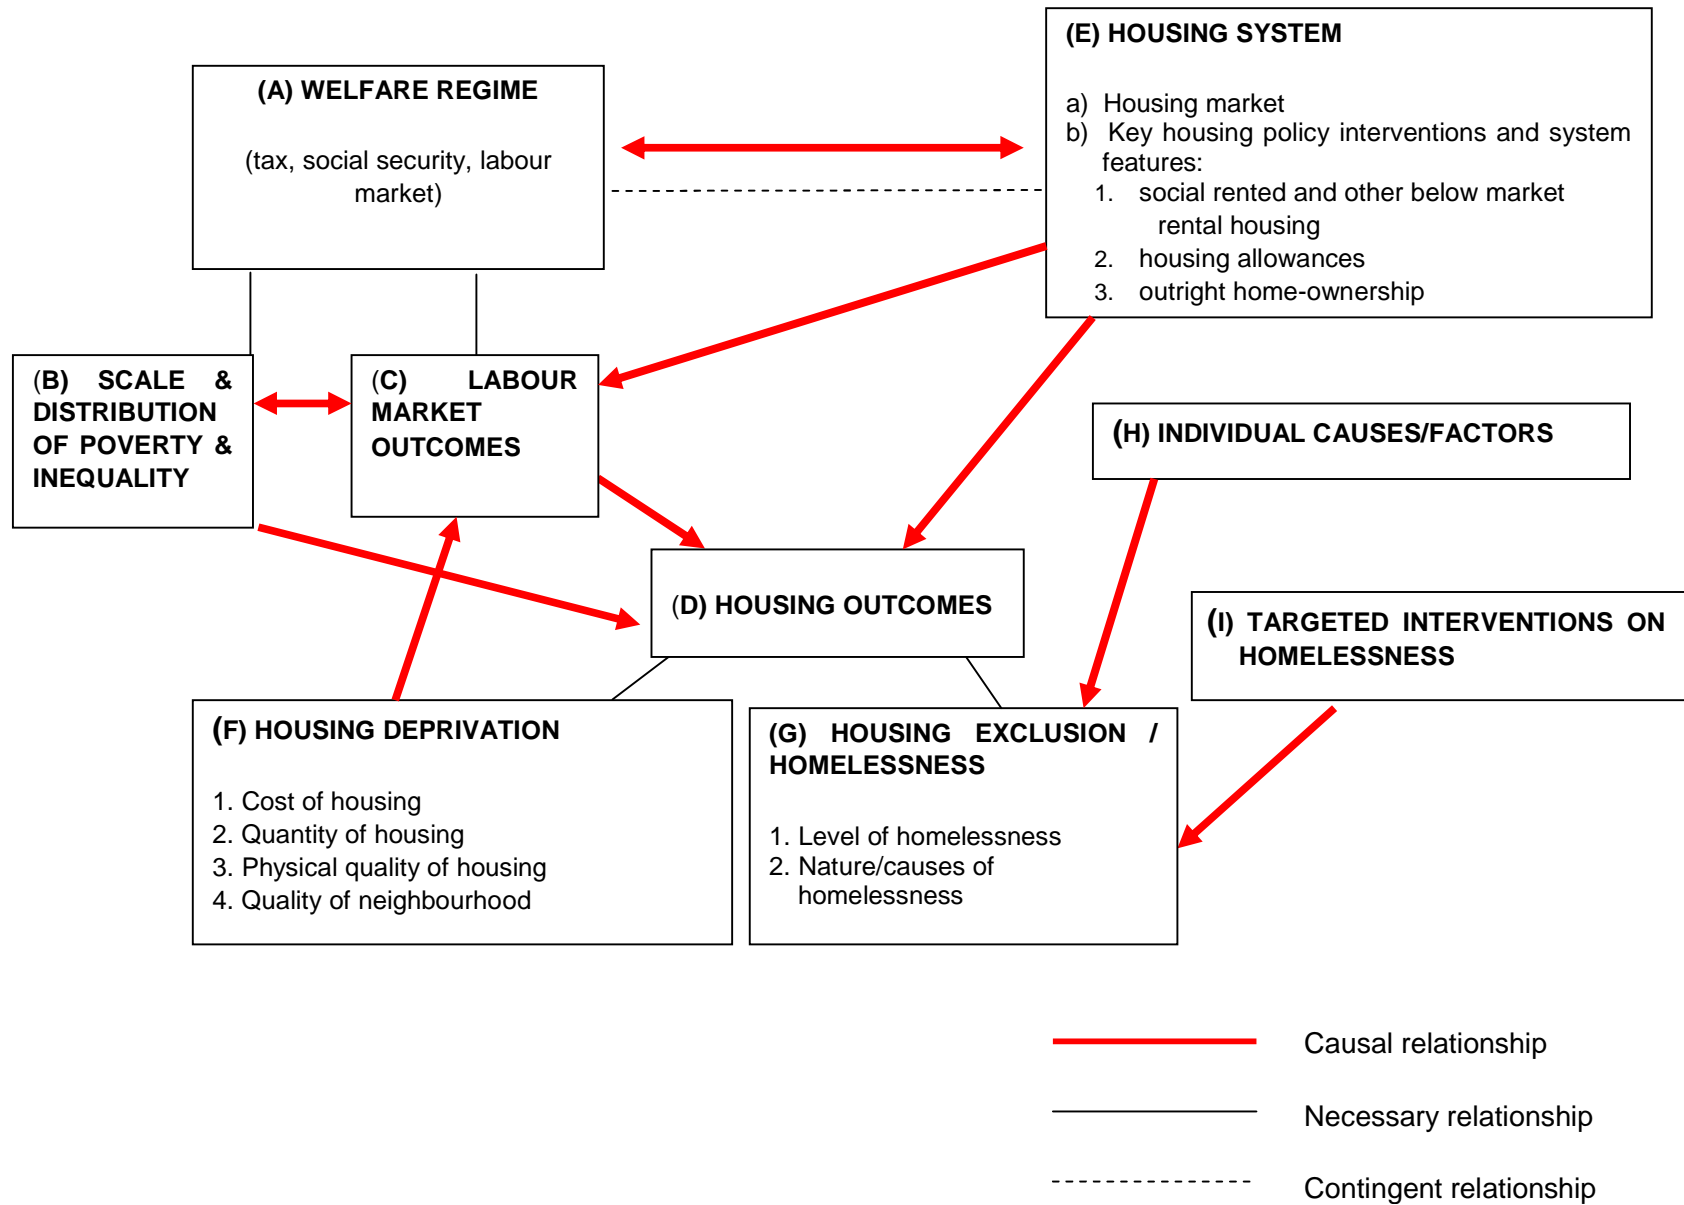 (A) WELFARE REGIME
(tax, social security, labour
market)
(E) HOUSING SYSTEM
a) Housing market
b) Key housing policy interventions and system
features:
1. social rented and other below market
rental housing
2. housing allowances
3. outright home-ownership
(B) SCALE &
DISTRIBUTION
OF POVERTY &
INEQUALITY
(C) LABOUR
MARKET
OUTCOMES
(H) INDIVIDUAL CAUSES/FACTORS
(D) HOUSING OUTCOMES
(I) TARGETED INTERVENTIONS ON
HOMELESSNESS
(F) HOUSING DEPRIVATION
1. Cost of housing
2. Quantity of housing
3. Physical quality of housing
4. Quality of neighbourhood
(G) HOUSING EXCLUSION /
HOMELESSNESS
1. Level of homelessness
2. Nature/causes of
homelessness
Causal relationship
Necessary relationship
Contingent relationship